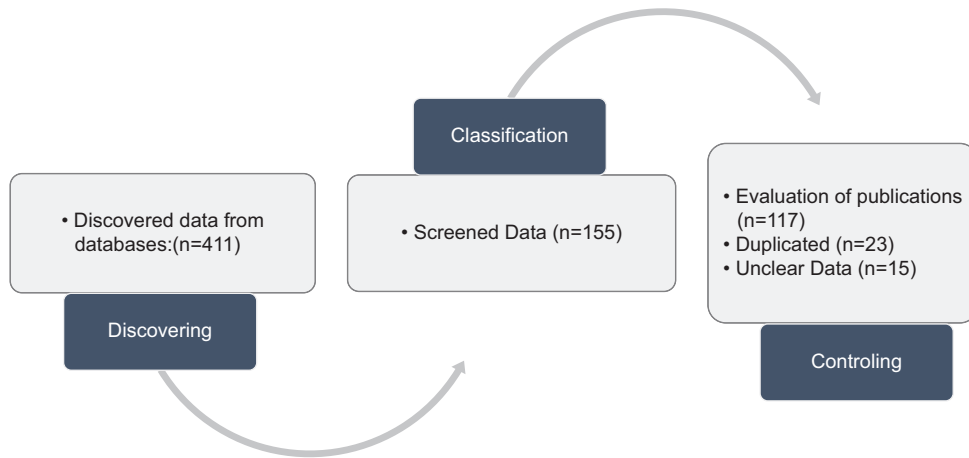 • Discovered data from
databases:(n=411)
Discovering
Classification
• Screened Data (n=155)
• Evaluation of publications
(n=117)
• Duplicated (n=23)
• Unclear Data (n=15)
Controling